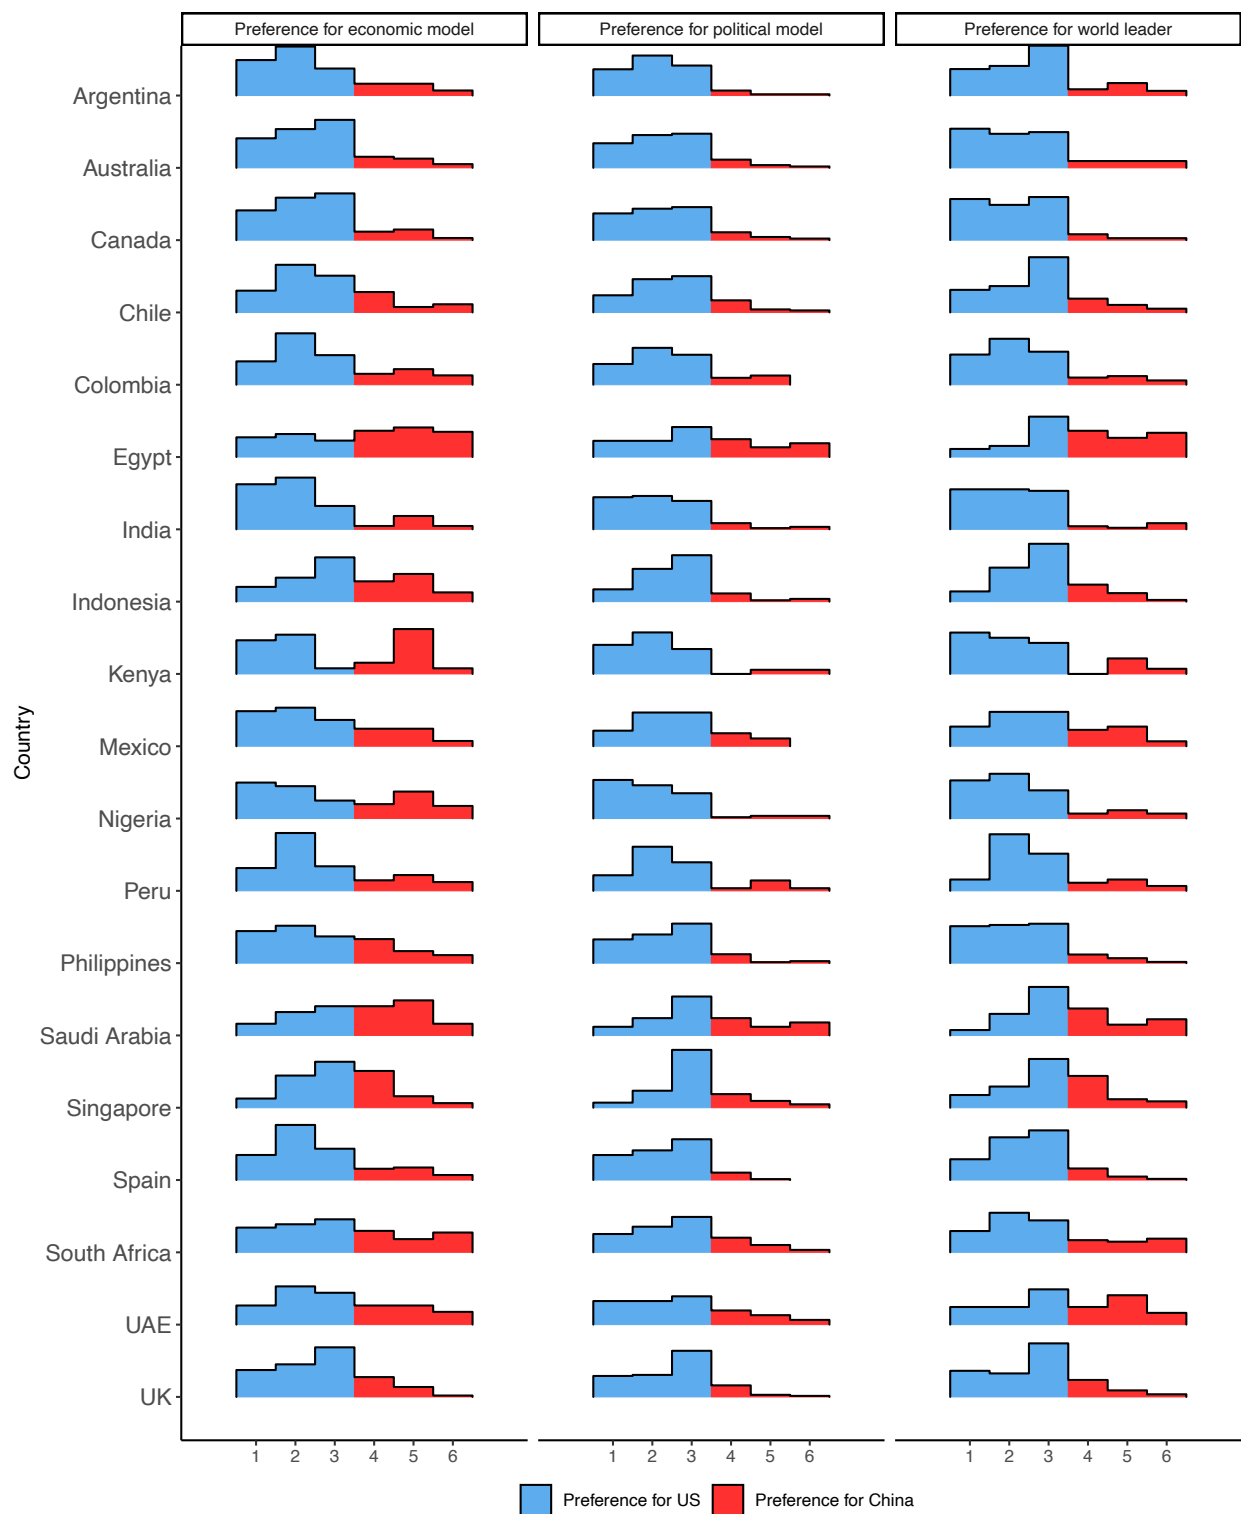 Preference for economic model
Preference for political model
Preference for world leader
Country
Argentina
Australia
Canada
Chile
Colombia
Egypt
India
Indonesia
Kenya
Mexico
Nigeria
Peru
Philippines
Saudi Arabia
Singapore
Spain
South Africa
UAE
UK
1 2 3 4 5 6
1 2 3 4 5 6
1 2 3 4 5 6
Preference for US
Preference for China